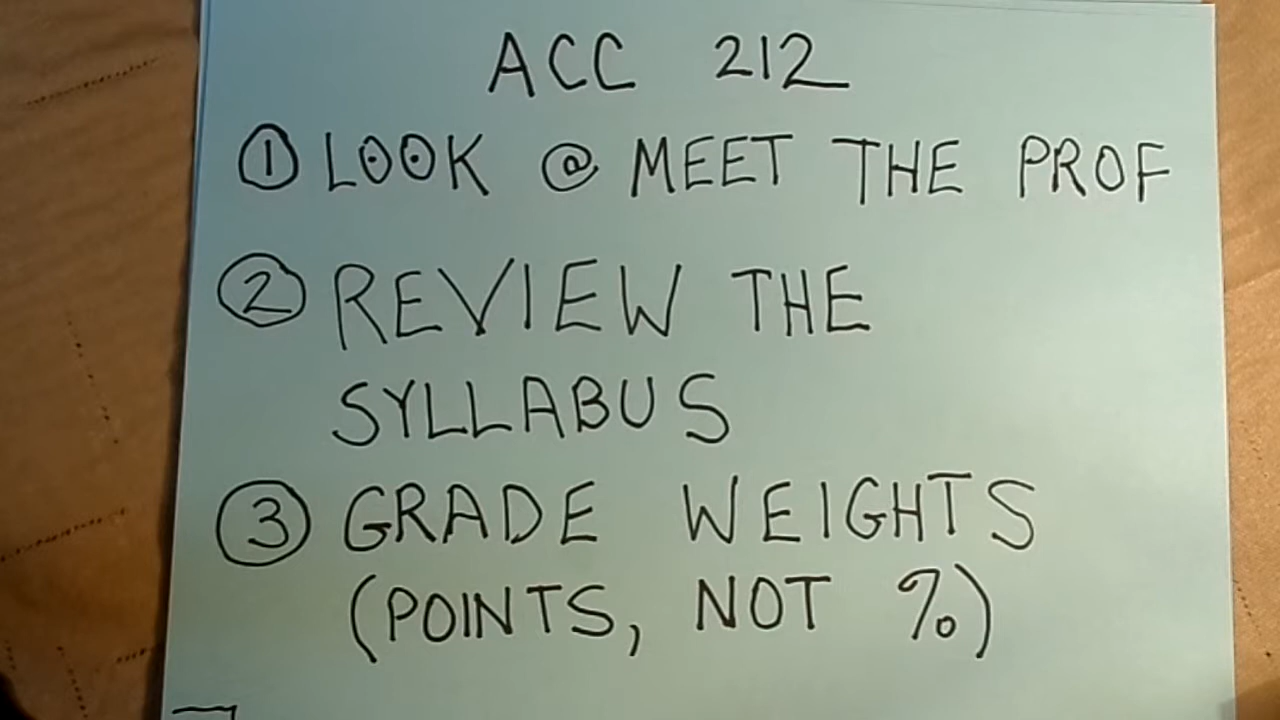 ACC 212
① LOOK @ MEET THE PROF
② REVIEW THE
SYLLABUS
③ GRADE WEIGHTS
(POINTS, NOT %)